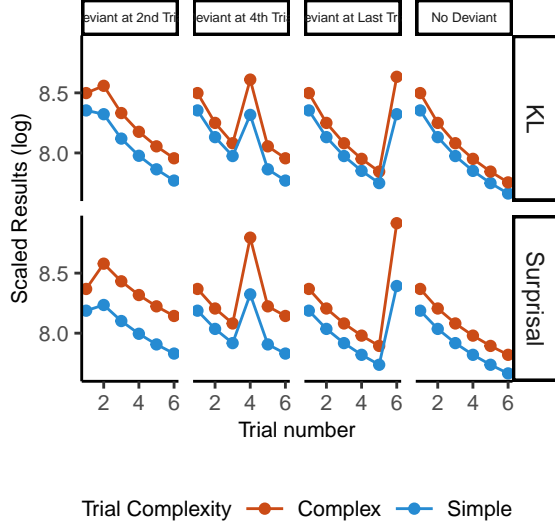 eviant at 2nd Tri
eviant at 4th Tri
eviant at Last Tr
No Deviant
KL
8.5
8.0
Scaled Results (log)
Surprisal
8.5
8.0
2 4 6 2 4 6 2 4 6 2 4 6
Trial number
Trial Complexity Complex Simple